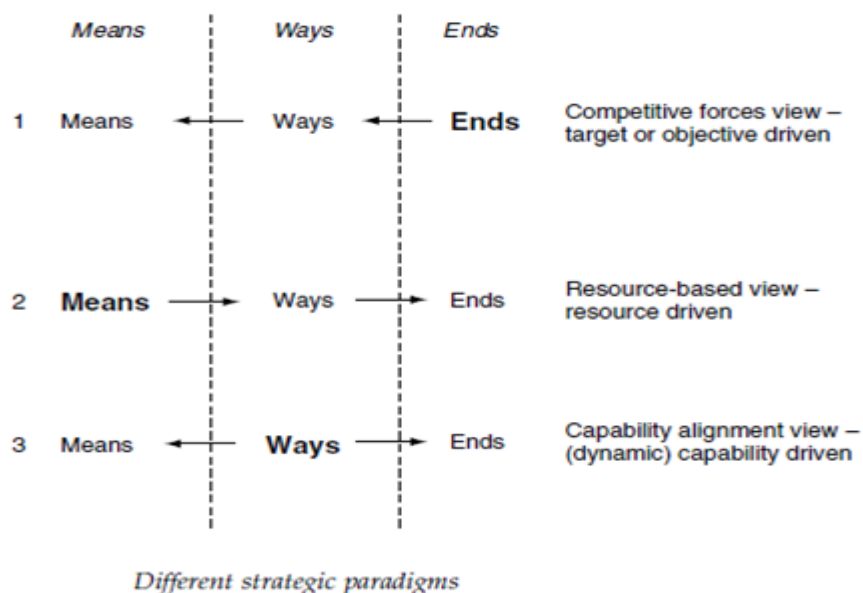 Means Ways Ends
1 Means Ways Ends Competitive forces view –
target or objective driven
2 Means Ways Ends Resource-based view –
resource driven
3 Means Ways Ends Capability alignment view –
(dynamic) capability driven
Different strategic paradigms